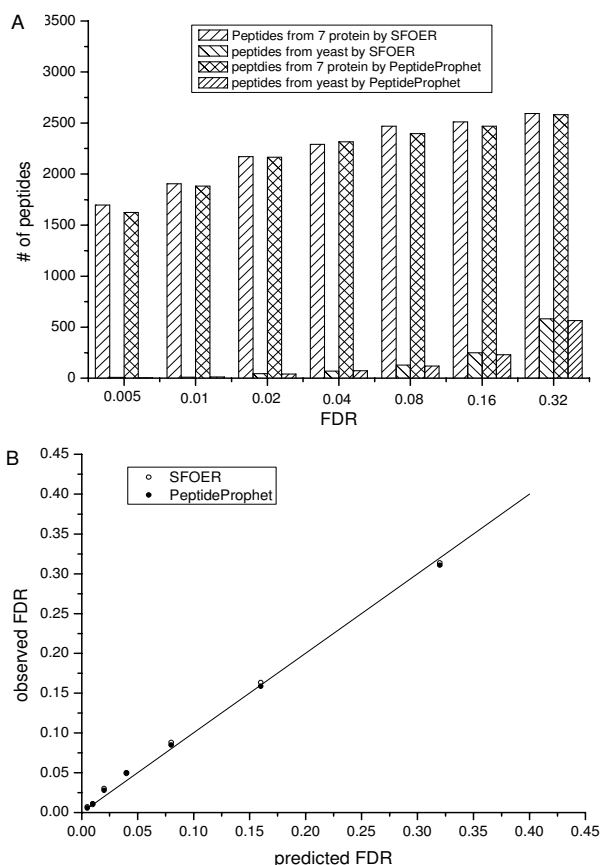 A
Peptides from 7 protein by SFOER
peptides from yeast by SFOER
peptdies from 7 protein by PeptideProphet
peptides from yeast by PeptideProphet
3500
3000
2500
2000
1500
1000
500
0
# of peptides
0.005 0.01 0.02 0.04 0.08 0.16 0.32
FDR
B
SFOER
PeptideProphet
0.45
0.40
0.35
0.30
0.25
0.20
0.15
0.10
0.05
0.00
observed FDR
0.00 0.05 0.10 0.15 0.20 0.25 0.30 0.35 0.40 0.45
predicted FDR